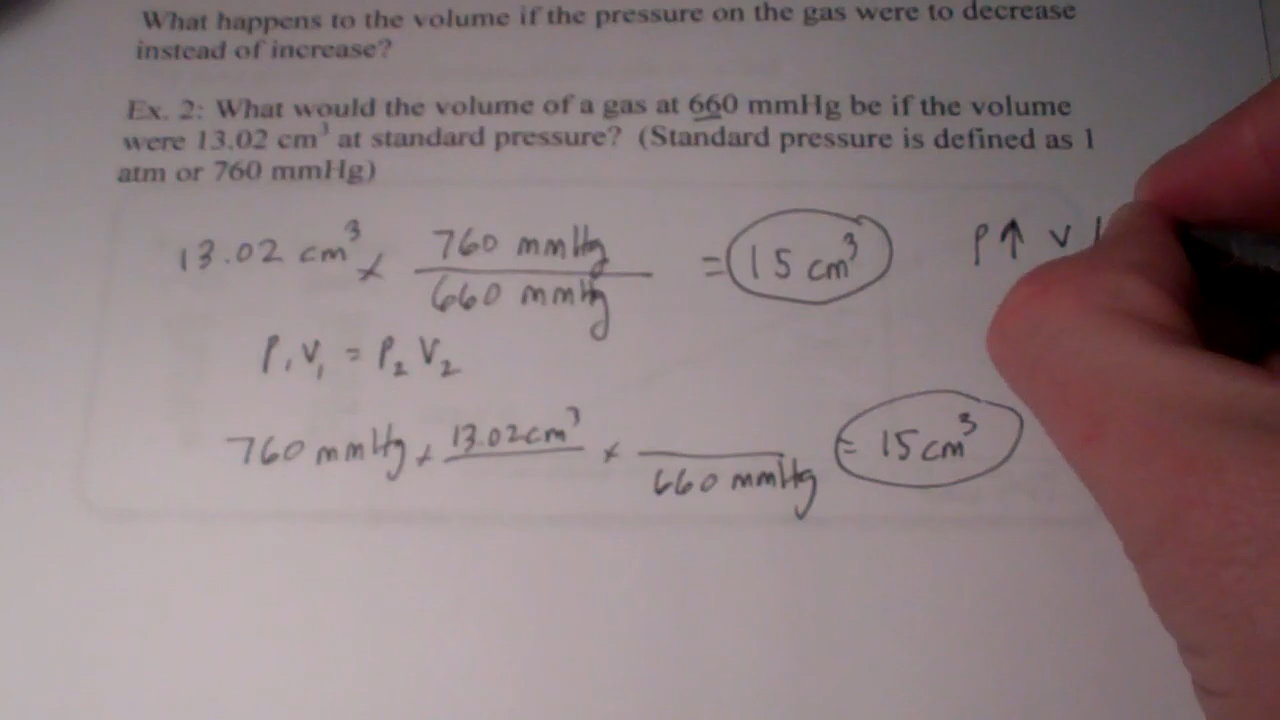 What happens to the volume if the pressure on the gas were to decrease
instead of increase?
Ex. 2: What would the volume of a gas at 660 mmHg be if the volume
were 13.02 cm³ at standard pressure? (Standard pressure is defined as 1
atm or 760 mmHg)
13.02 cm³ x 760 mmHg / 660 mmHg = 15 cm³ P↑ V
P₁V₁ = P₂V₂
760 mmHg x 13.02 cm³ x / 660 mmHg = 15 cm³